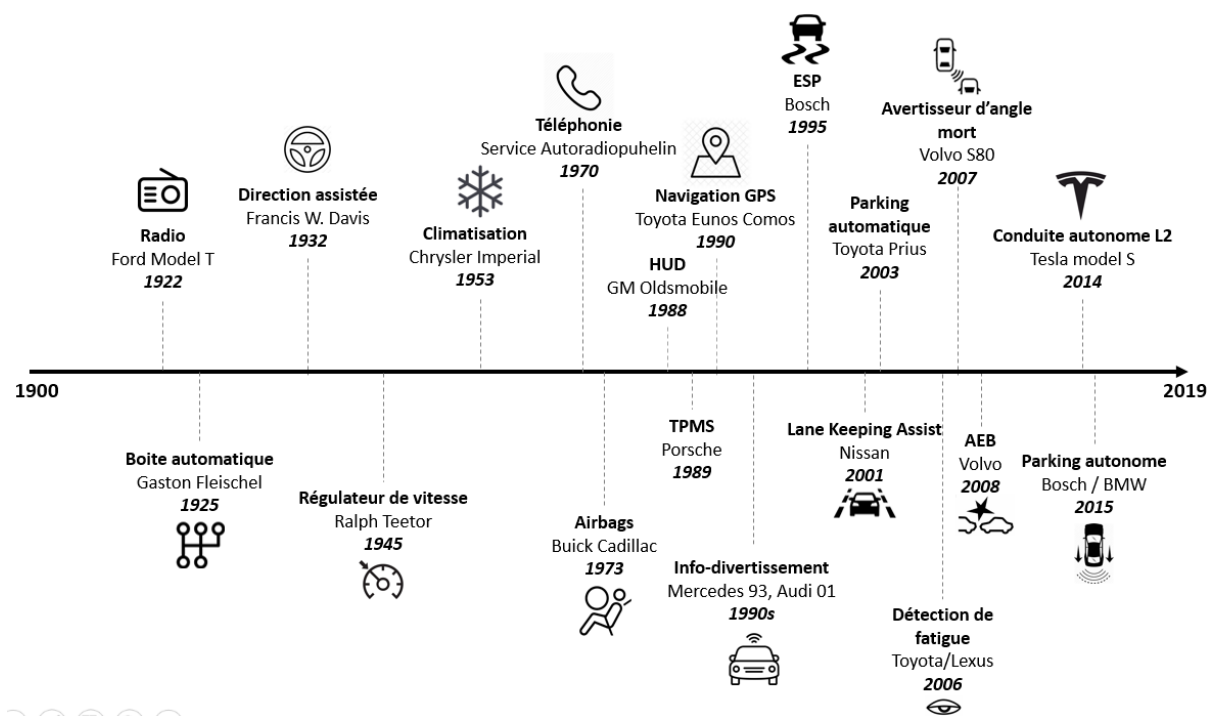 Radio
Ford Model T
1922
Direction assistée
Francis W. Davis
1932
Climatisation
Chrysler Imperial
1953
Téléphonie
Service Autoradiopuhelin
1970
HUD
GM Oldsmobile
1988
Navigation GPS
Toyota Eunos Comos
1990
ESP
Bosch
1995
Parking
automatique
Toyota Prius
2003
Avertisseur d'angle
mort
Volvo S80
2007
Conduite autonome L2
Tesla model S
2014
1900
2019
Boite automatique
Gaston Fleischel
1925
Régulateur de vitesse
Ralph Teetor
1945
Airbags
Buick Cadillac
1973
TPMS
Porsche
1989
Info-divertissement
Mercedes 93, Audi 01
1990s
Lane Keeping Assist
Nissan
2001
Détection de
fatigue
Toyota/Lexus
2006
AEB
Volvo
2008
Parking autonome
Bosch / BMW
2015